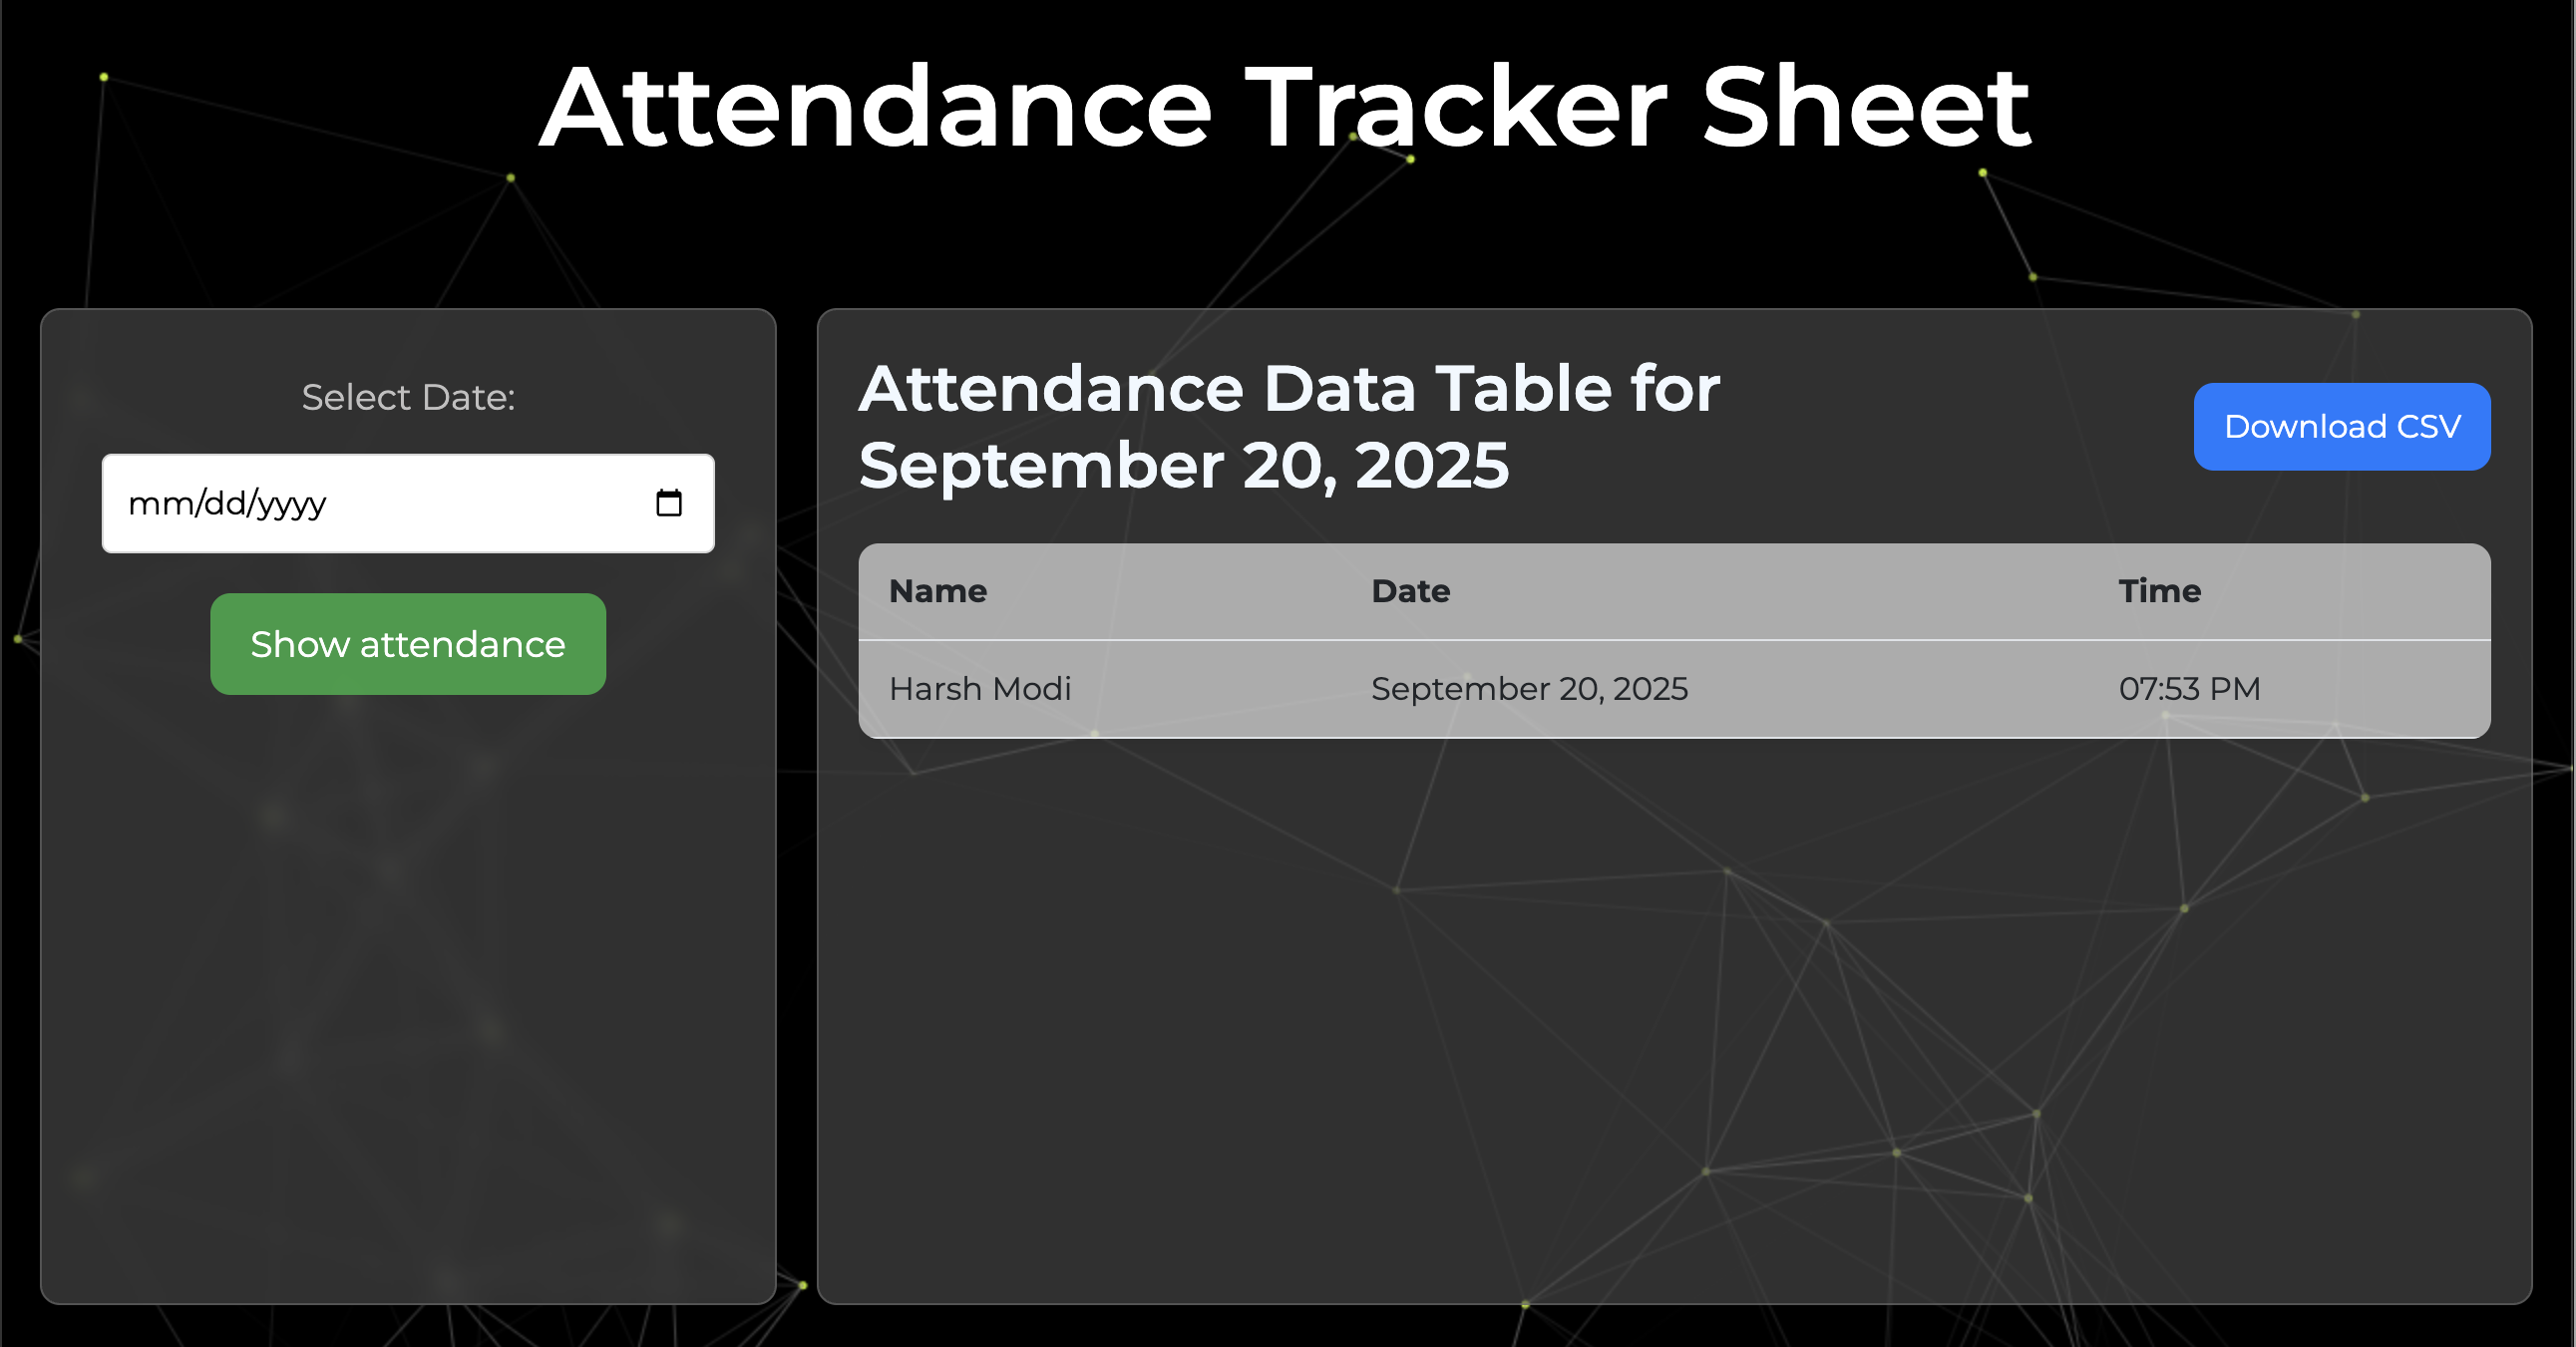 Attendance Tracker Sheet
Select Date:
mm/dd/yyyy
Show attendance
Attendance Data Table for
September 20, 2025
Download CSV
Name Date Time
Harsh Modi September 20, 2025 07:53 PM